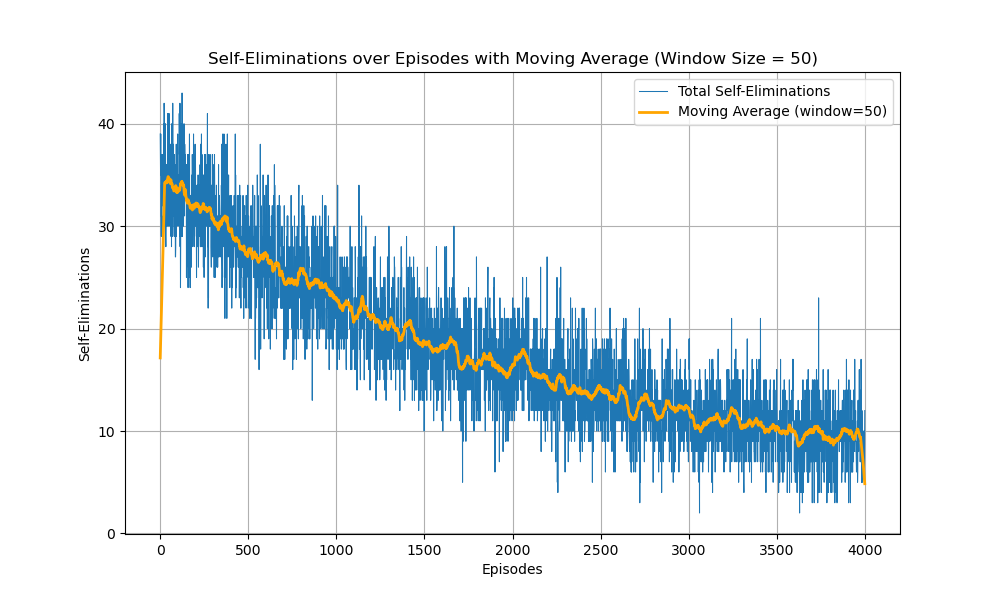 Self-Eliminations over Episodes with Moving Average (Window Size = 50)
Total Self-Eliminations
Moving Average (window=50)
40
30
20
10
0
Self-Eliminations
0 500 1000 1500 2000 2500 3000 3500 4000
Episodes